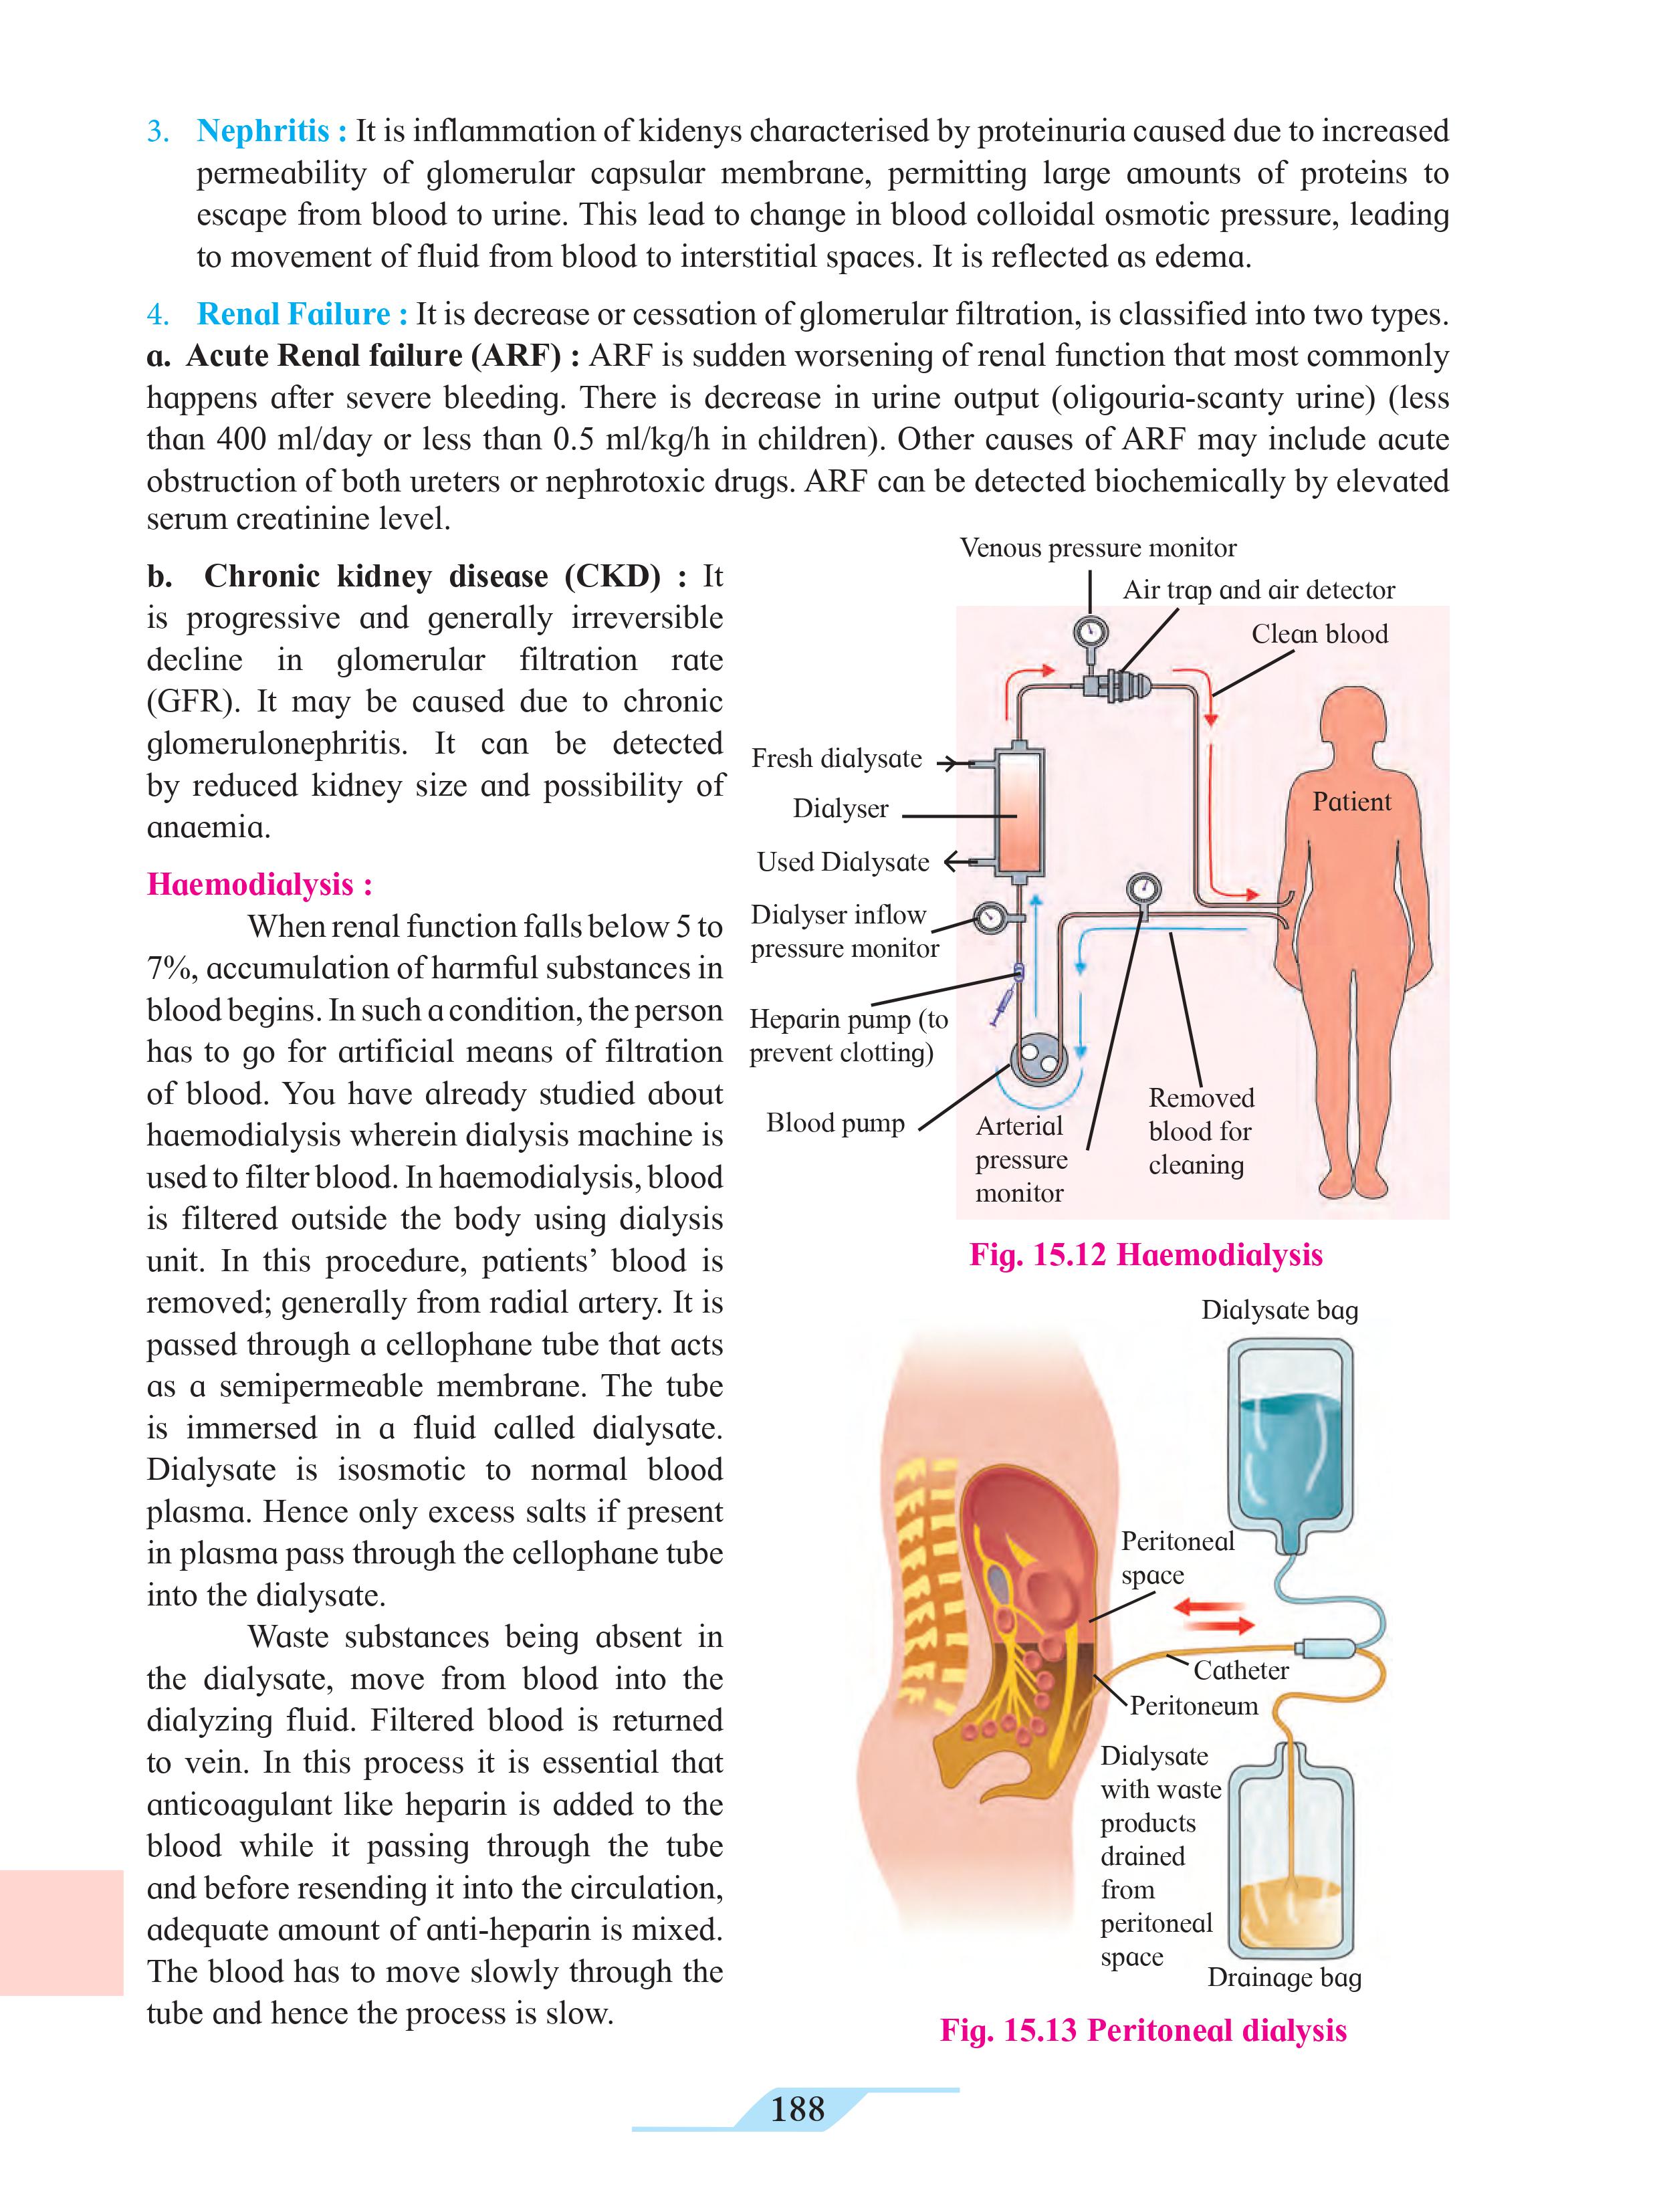 3. Nephritis : It is inflammation of kidenys characterised by proteinuria caused due to increased
permeability of glomerular capsular membrane, permitting large amounts of proteins to
escape from blood to urine. This lead to change in blood colloidal osmotic pressure, leading
to movement of fluid from blood to interstitial spaces. It is reflected as edema.
4. Renal Failure : It is decrease or cessation of glomerular filtration, is classified into two types.
a. Acute Renal failure (ARF) : ARF is sudden worsening of renal function that most commonly
happens after severe bleeding. There is decrease in urine output (oligouria-scanty urine) (less
than 400 ml/day or less than 0.5 ml/kg/h in children). Other causes of ARF may include acute
obstruction of both ureters or nephrotoxic drugs. ARF can be detected biochemically by elevated
serum creatinine level.
b. Chronic kidney disease (CKD) : It
is progressive and generally irreversible
decline in glomerular filtration rate
(GFR). It may be caused due to chronic
glomerulonephritis. It can be detected
by reduced kidney size and possibility of
anaemia.
Haemodialysis :
When renal function falls below 5 to
7%, accumulation of harmful substances in
blood begins. In such a condition, the person
has to go for artificial means of filtration
of blood. You have already studied about
haemodialysis wherein dialysis machine is
used to filter blood. In haemodialysis, blood
is filtered outside the body using dialysis
unit. In this procedure, patients’ blood is
removed; generally from radial artery. It is
passed through a cellophane tube that acts
as a semipermeable membrane. The tube
is immersed in a fluid called dialysate.
Dialysate is isosmotic to normal blood
plasma. Hence only excess salts if present
in plasma pass through the cellophane tube
into the dialysate.
Waste substances being absent in
the dialysate, move from blood into the
dialyzing fluid. Filtered blood is returned
to vein. In this process it is essential that
anticoagulant like heparin is added to the
blood while it passing through the tube
and before resending it into the circulation,
adequate amount of anti-heparin is mixed.
The blood has to move slowly through the
tube and hence the process is slow.
Venous pressure monitor
Air trap and air detector
Clean blood
Fresh dialysate
Dialyser
Patient
Used Dialysate
Dialyser inflow
pressure monitor
Heparin pump (to
prevent clotting)
Blood pump
Arterial
pressure
monitor
Removed
blood for
cleaning
Fig. 15.12 Haemodialysis
Dialysate bag
Peritoneal
space
Catheter
Peritoneum
Dialysate
with waste
products
drained
from
peritoneal
space
Drainage bag
Fig. 15.13 Peritoneal dialysis
188